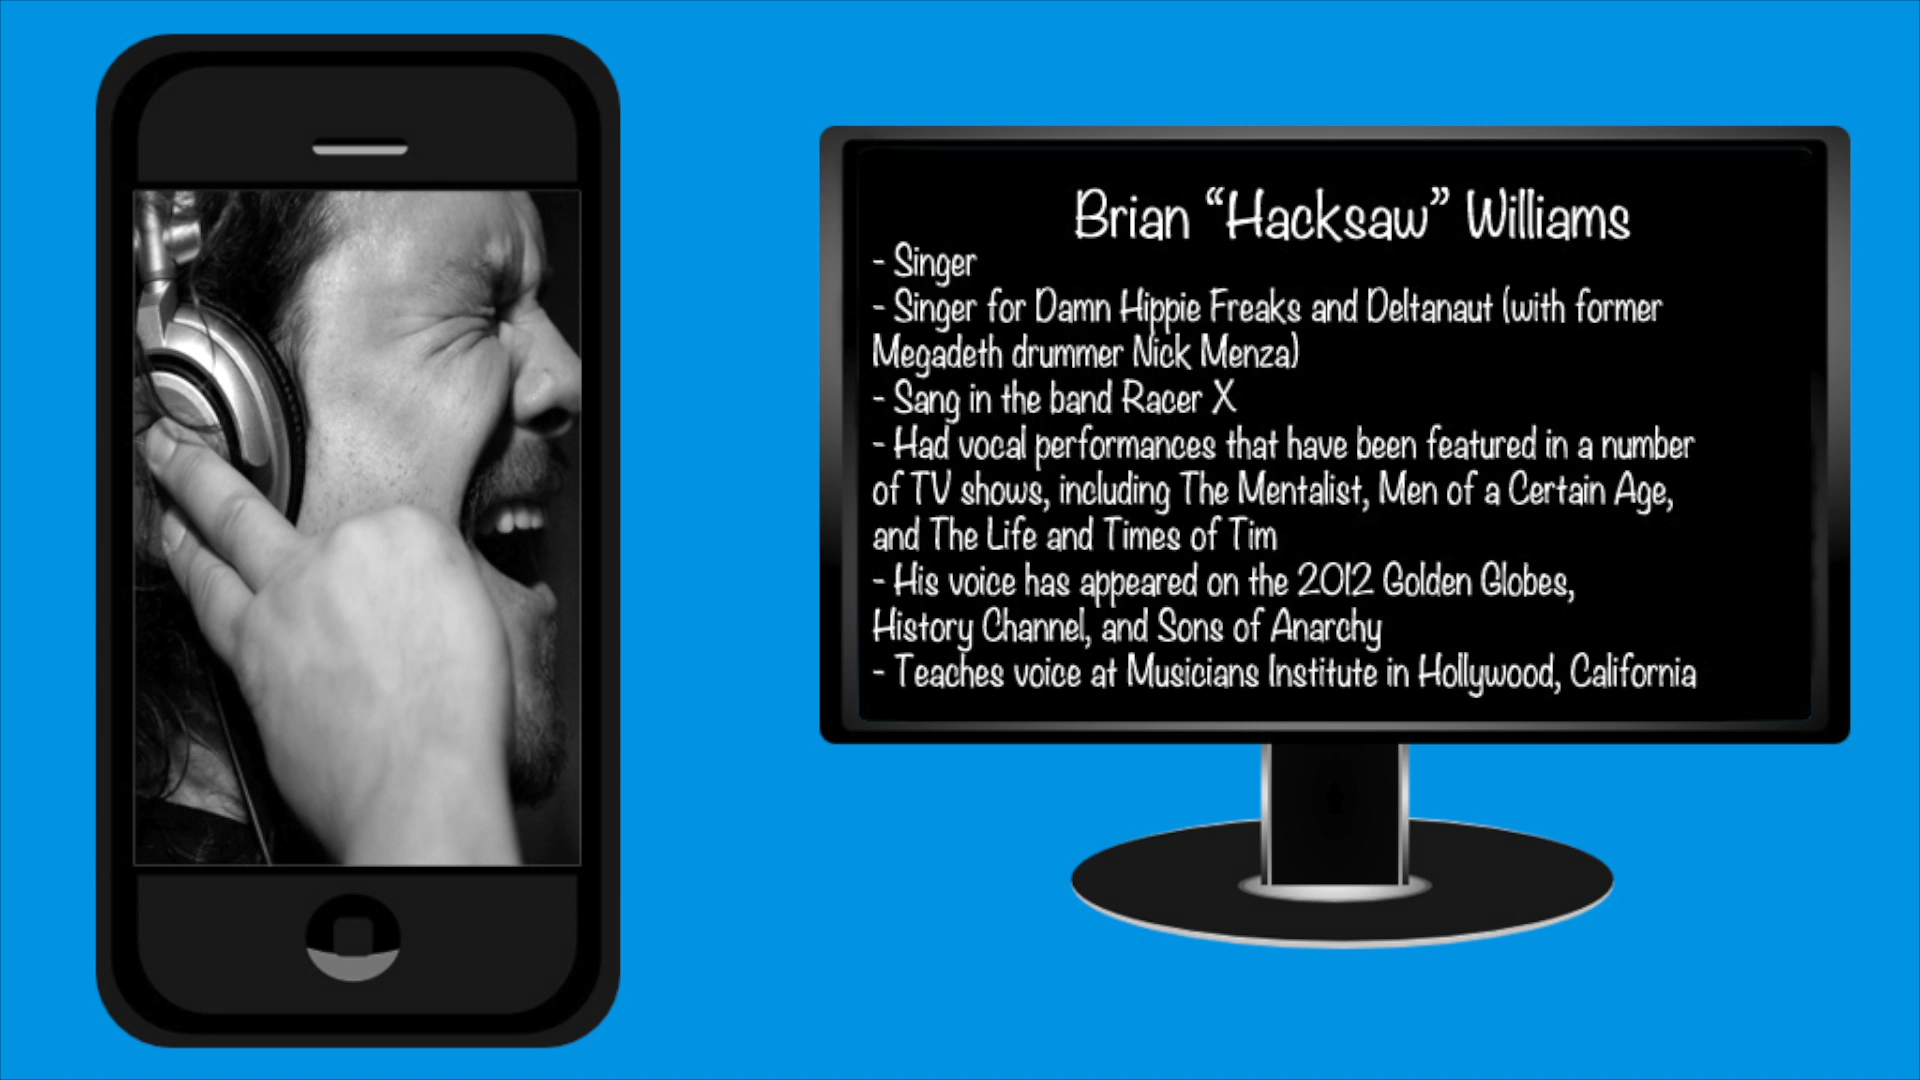 Brian “Hacksaw” Williams
- Singer
- Singer for Damn Hippie Freaks and Deltanaut (with former
Megadeth drummer Nick Menza)
- Sang in the band Racer X
- Had vocal performances that have been featured in a number
of TV shows, including The Mentalist, Men of a Certain Age,
and The Life and Times of Tim
- His voice has appeared on the 2012 Golden Globes,
History Channel, and Sons of Anarchy
- Teaches voice at Musicians Institute in Hollywood, California